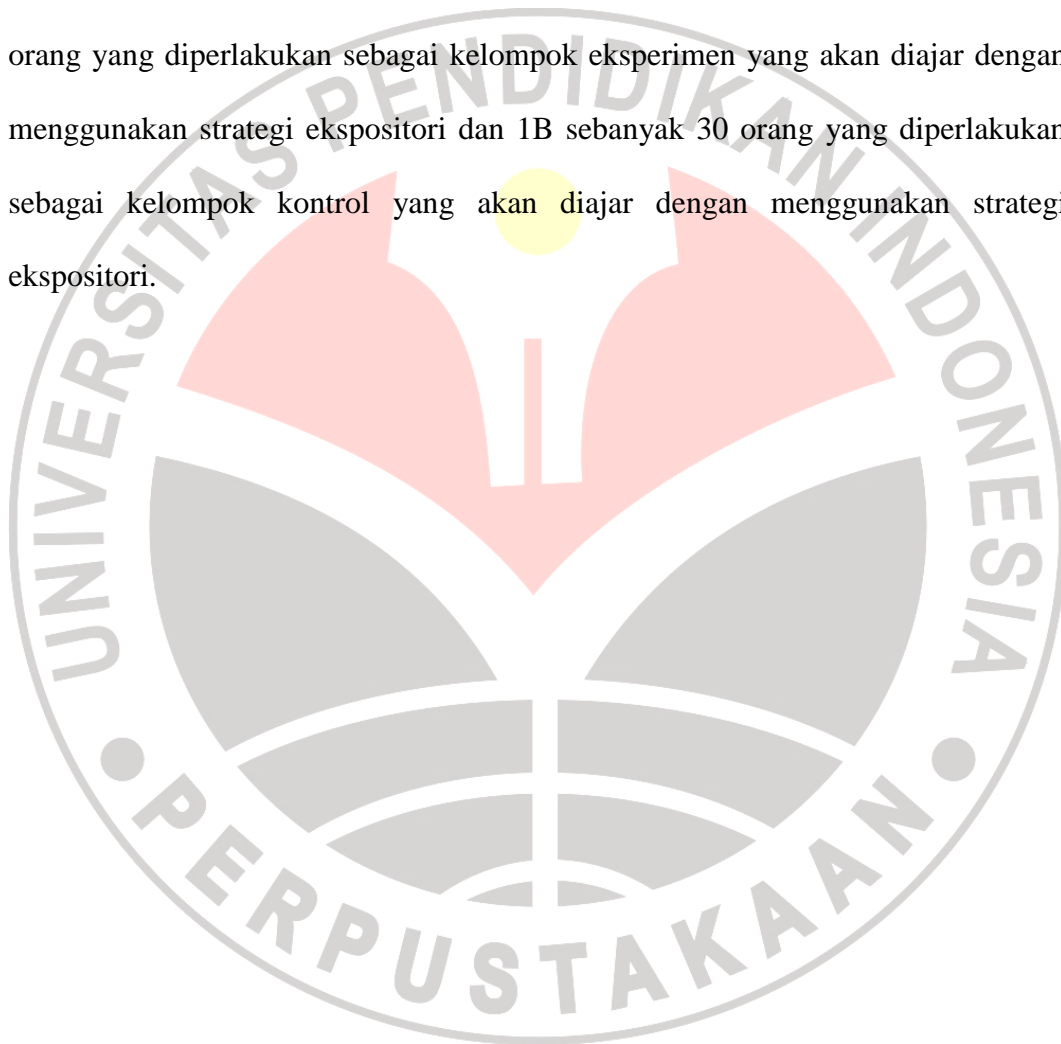 orang yang diperlakukan sebagai kelompok eksperimen yang akan diajar dengan
menggunakan strategi ekspositori dan 1B sebanyak 30 orang yang diperlakukan
sebagai kelompok kontrol yang akan diajar dengan menggunakan strategi
ekspositori.
UNIVERSITAS PENDIDIKAN INDONESIA
PERPUSTAKAAN